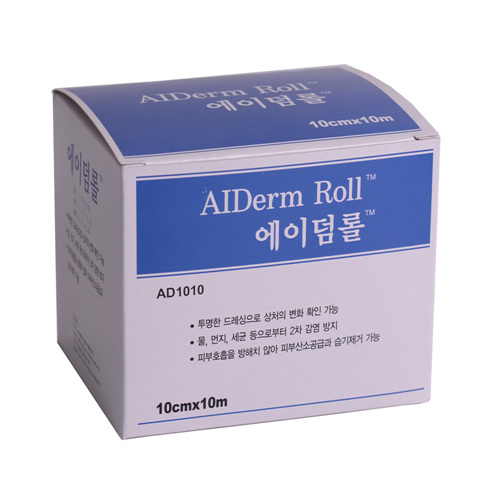 AIDerm Roll™
에이덤롤™
10cmx10m
AIDerm Roll™
에이덤롤™
AD1010
• 투명한 드레싱으로 상처의 변화 확인 가능
• 물, 먼지, 세균 등으로부터 2차 감염 방지
• 피부호흡을 방해치 않아 피부산소공급과 습기제거 가능
10cmx10m
에이덤롤